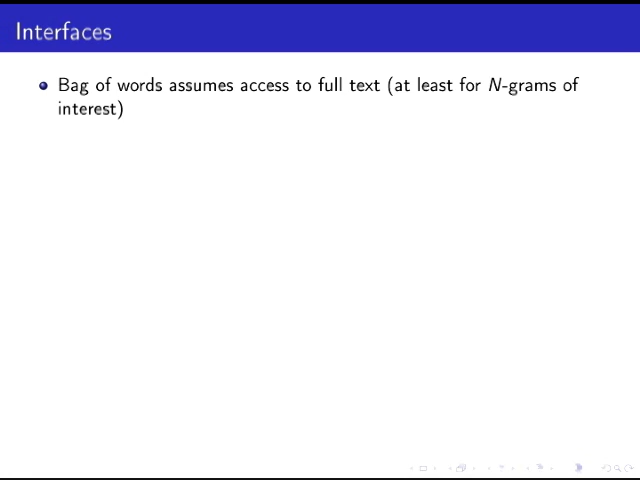 Interfaces
Bag of words assumes access to full text (at least for N-grams of
interest)